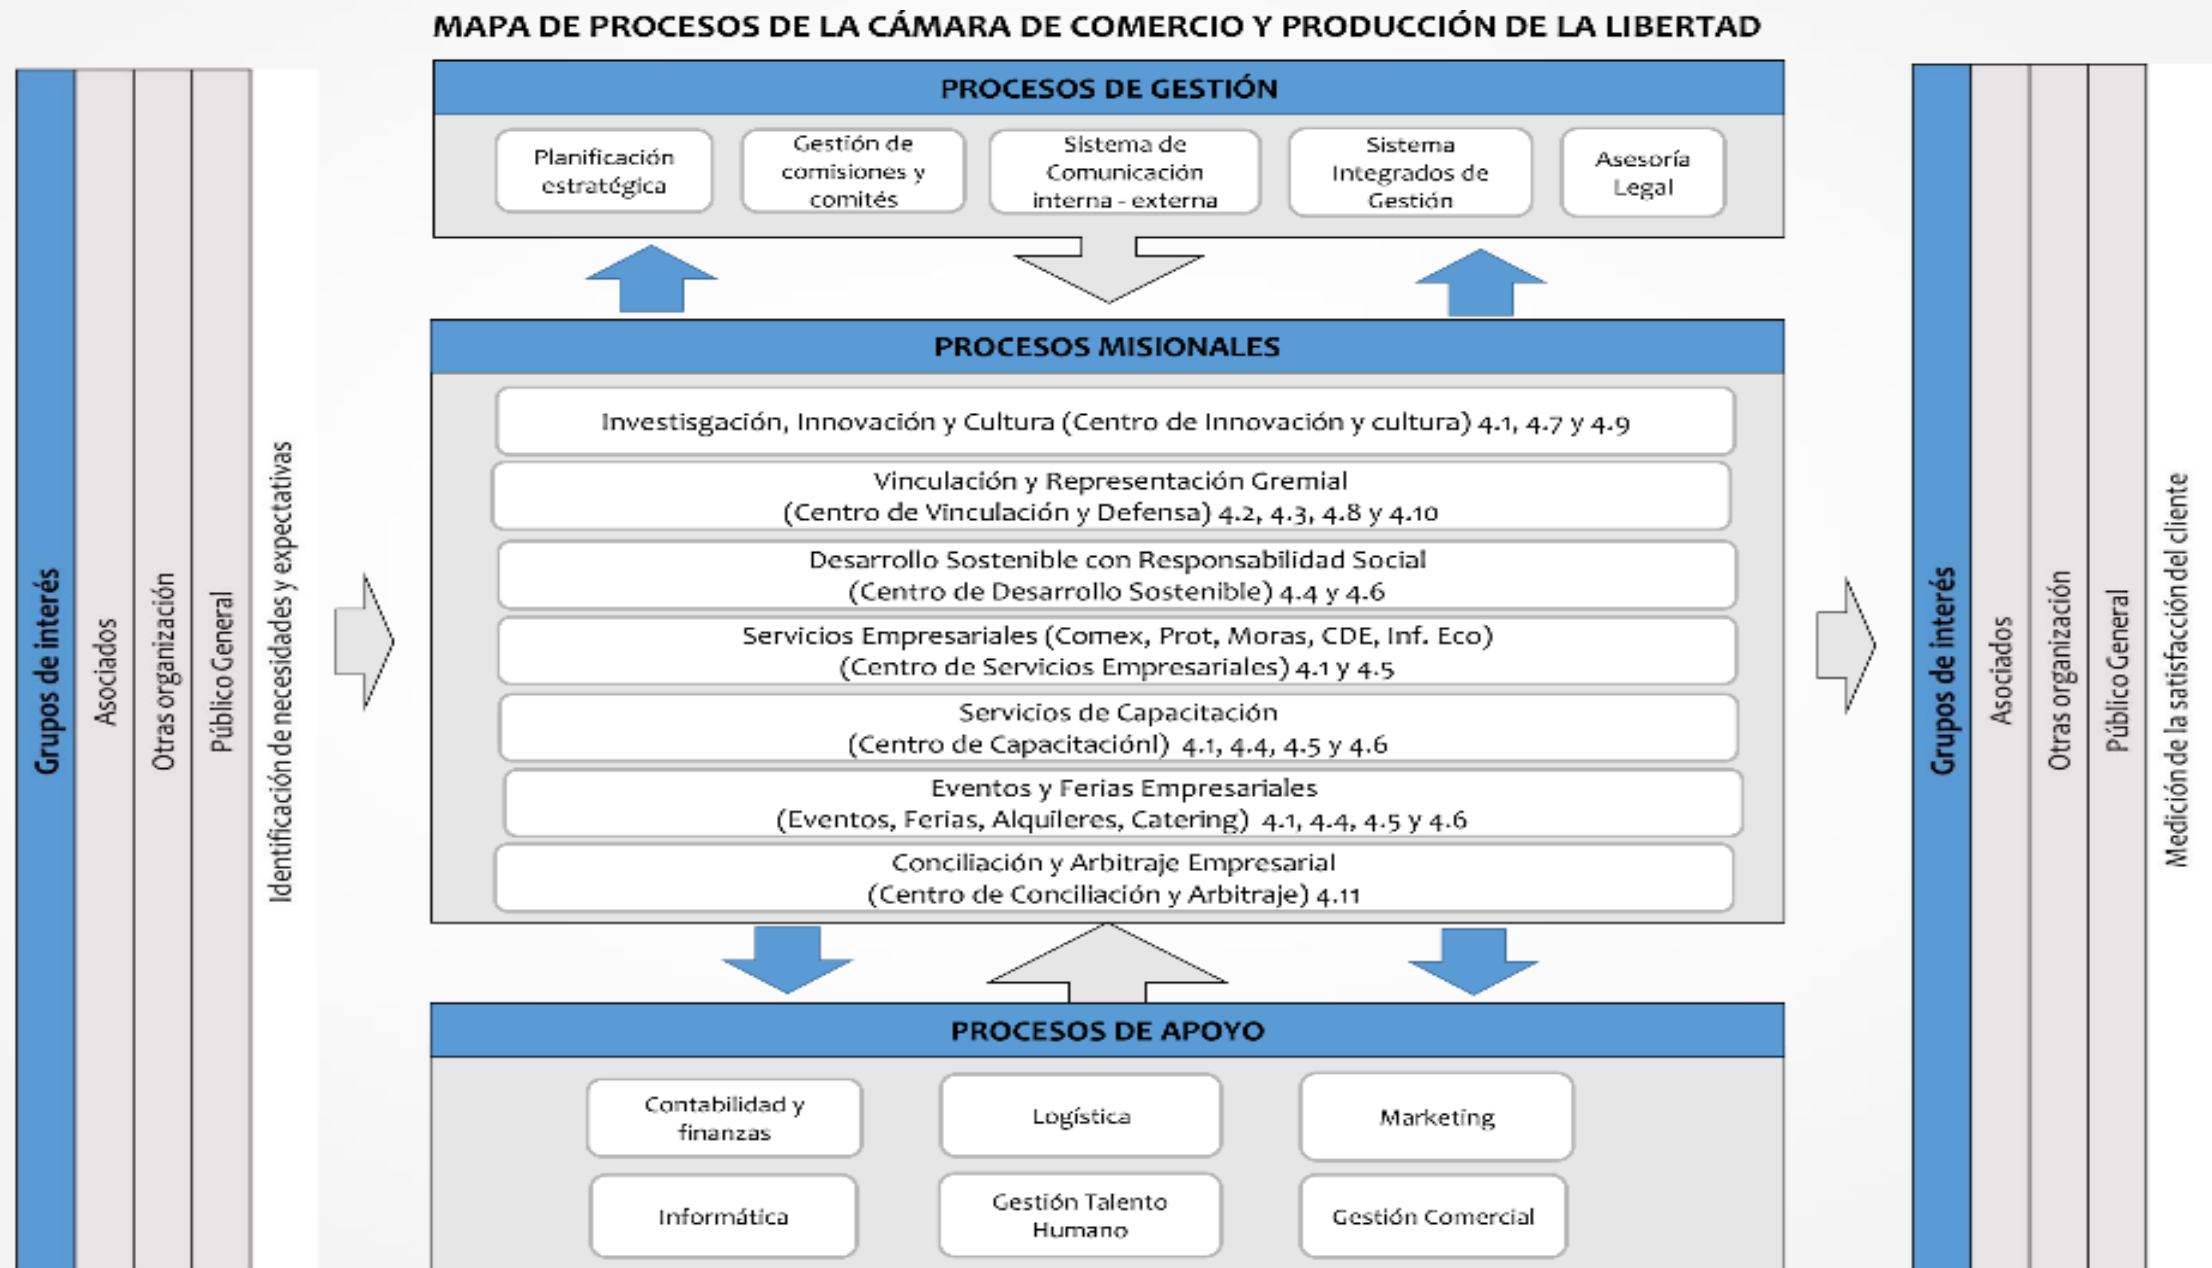 MAPA DE PROCESOS DE LA CÁMARA DE COMERCIO Y PRODUCCIÓN DE LA LIBERTAD
Grupos de interés
Asociados
Otras organización
Público General
Identificación de necesidades y expectativas
PROCESOS DE GESTIÓN
Planificación
estratégica
Gestión de
comisiones y
comités
Sistema de
Comunicación
interna - externa
Sistema
Integrados de
Gestión
Asesoría
Legal
PROCESOS MISIONALES
Investisgación, Innovación y Cultura (Centro de Innovación y cultura) 4.1, 4.7 y 4.9
Vinculación y Representación Gremial
(Centro de Vinculación y Defensa) 4.2, 4.3, 4.8 y 4.10
Desarrollo Sostenible con Responsabilidad Social
(Centro de Desarrollo Sostenible) 4.4 y 4.6
Servicios Empresariales (Comex, Prot, Moras, CDE, Inf. Eco)
(Centro de Servicios Empresariales) 4.1 y 4.5
Servicios de Capacitación
(Centro de Capacitaciónl) 4.1, 4.4, 4.5 y 4.6
Eventos y Ferias Empresariales
(Eventos, Ferias, Alquileres, Catering) 4.1, 4.4, 4.5 y 4.6
Conciliación y Arbitraje Empresarial
(Centro de Conciliación y Arbitraje) 4.11
PROCESOS DE APOYO
Contabilidad y
finanzas
Logística
Marketing
Informática
Gestión Talento
Humano
Gestión Comercial
Grupos de interés
Asociados
Otras organización
Público General
Medición de la satisfacción del cliente